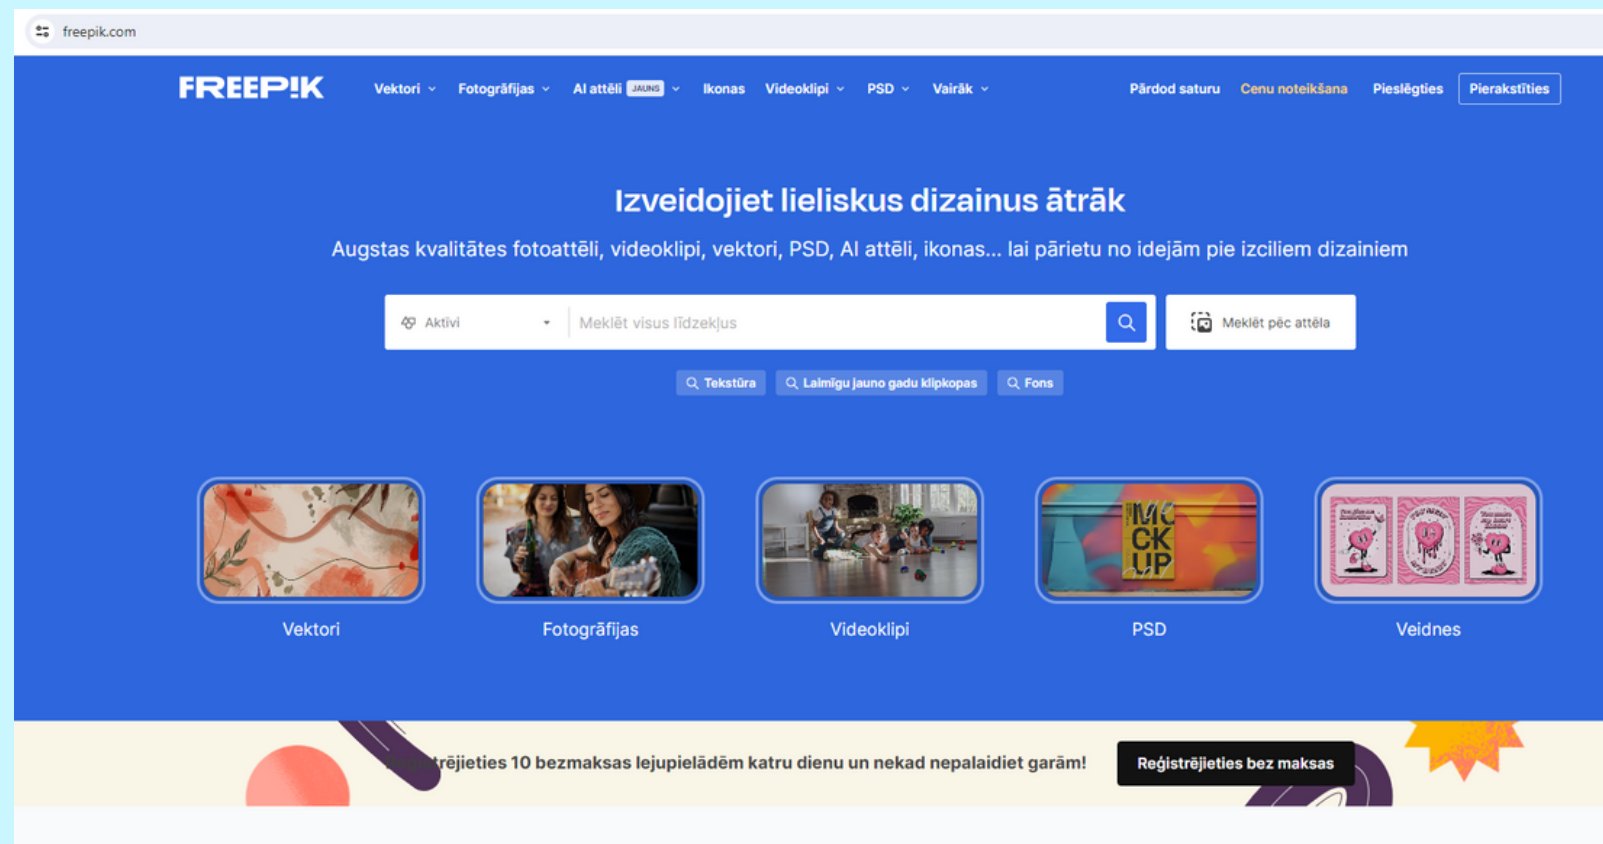 freepik.com
FREEP!K Vektori Fotogrāfijas AI attēli JAUNS Ikonas Videoklipi PSD Vairāk Pārdod saturu Cenu noteikšana Pieslēgties Pierakstīties
Izveidojiet lieliskus dizainus ātrāk
Augstas kvalitātes fotoattēli, videoklipi, vektori, PSD, AI attēli, ikonas... lai pārietu no idejām pie izciliem dizainiem
Aktīvi Meklēt visus līdzekļus Meklēt pēc attēla
Tekstūra Laimīgu jauno gadu klipkopas Fons
MC
CK
UP
Vektori Fotogrāfijas Videoklipi PSD Veidnes
10 bezmaksas lejupielādēm katru dienu un nekad nepalaidiet garām! Reģistrējieties bez maksas